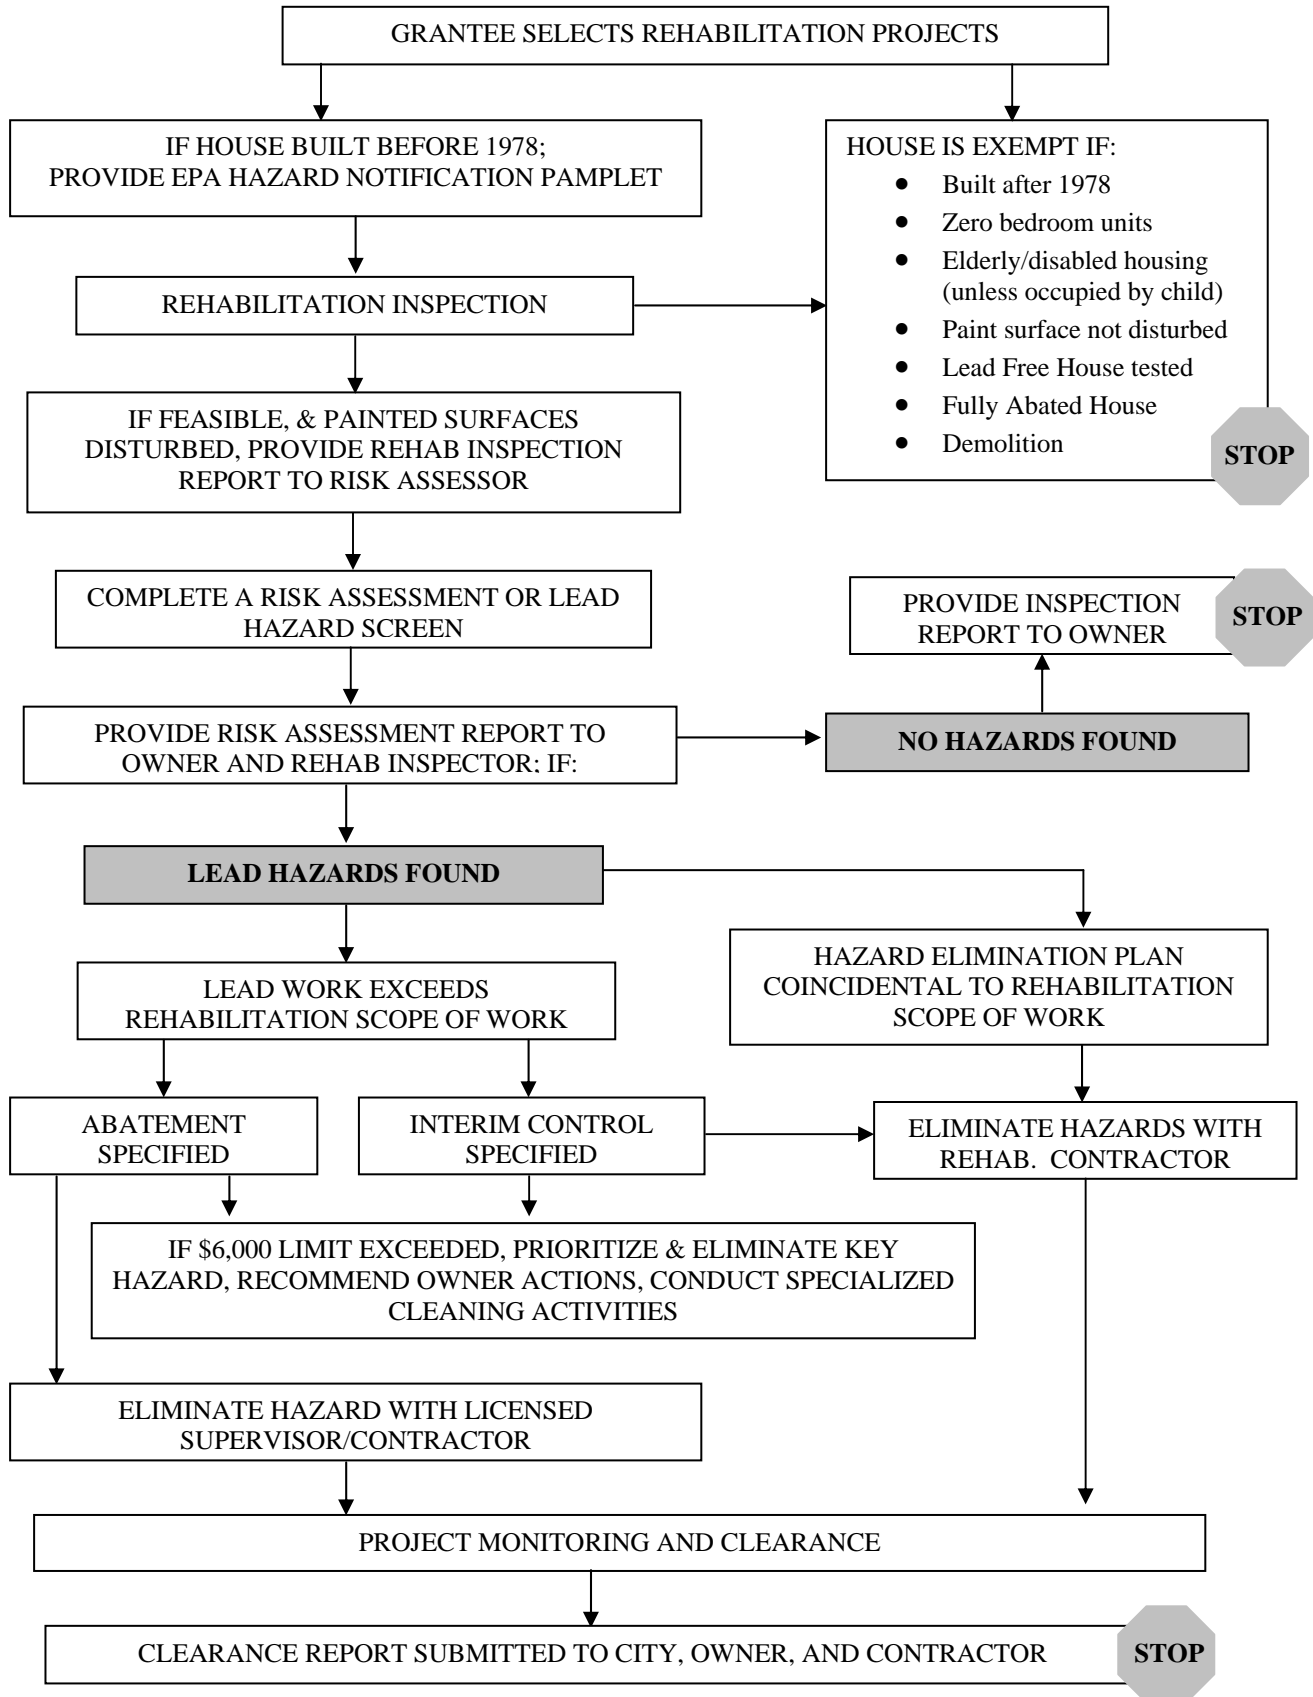 GRANTEE SELECTS REHABILITATION PROJECTS
IF HOUSE BUILT BEFORE 1978;
PROVIDE EPA HAZARD NOTIFICATION PAMPLET
HOUSE IS EXEMPT IF:
• Built after 1978
• Zero bedroom units
• Elderly/disabled housing
(unless occupied by child)
• Paint surface not disturbed
• Lead Free House tested
• Fully Abated House
• Demolition
STOP
REHABILITATION INSPECTION
IF FEASIBLE, & PAINTED SURFACES
DISTURBED, PROVIDE REHAB INSPECTION
REPORT TO RISK ASSESSOR
COMPLETE A RISK ASSESSMENT OR LEAD
HAZARD SCREEN
PROVIDE INSPECTION
REPORT TO OWNER
STOP
PROVIDE RISK ASSESSMENT REPORT TO
OWNER AND REHAB INSPECTOR; IF:
NO HAZARDS FOUND
LEAD HAZARDS FOUND
HAZARD ELIMINATION PLAN
COINCIDENTAL TO REHABILITATION
SCOPE OF WORK
LEAD WORK EXCEEDS
REHABILITATION SCOPE OF WORK
ABATEMENT
SPECIFIED
INTERIM CONTROL
SPECIFIED
ELIMINATE HAZARDS WITH
REHAB. CONTRACTOR
IF $6,000 LIMIT EXCEEDED, PRIORITIZE & ELIMINATE KEY
HAZARD, RECOMMEND OWNER ACTIONS, CONDUCT SPECIALIZED
CLEANING ACTIVITIES
ELIMINATE HAZARD WITH LICENSED
SUPERVISOR/CONTRACTOR
PROJECT MONITORING AND CLEARANCE
CLEARANCE REPORT SUBMITTED TO CITY, OWNER, AND CONTRACTOR
STOP